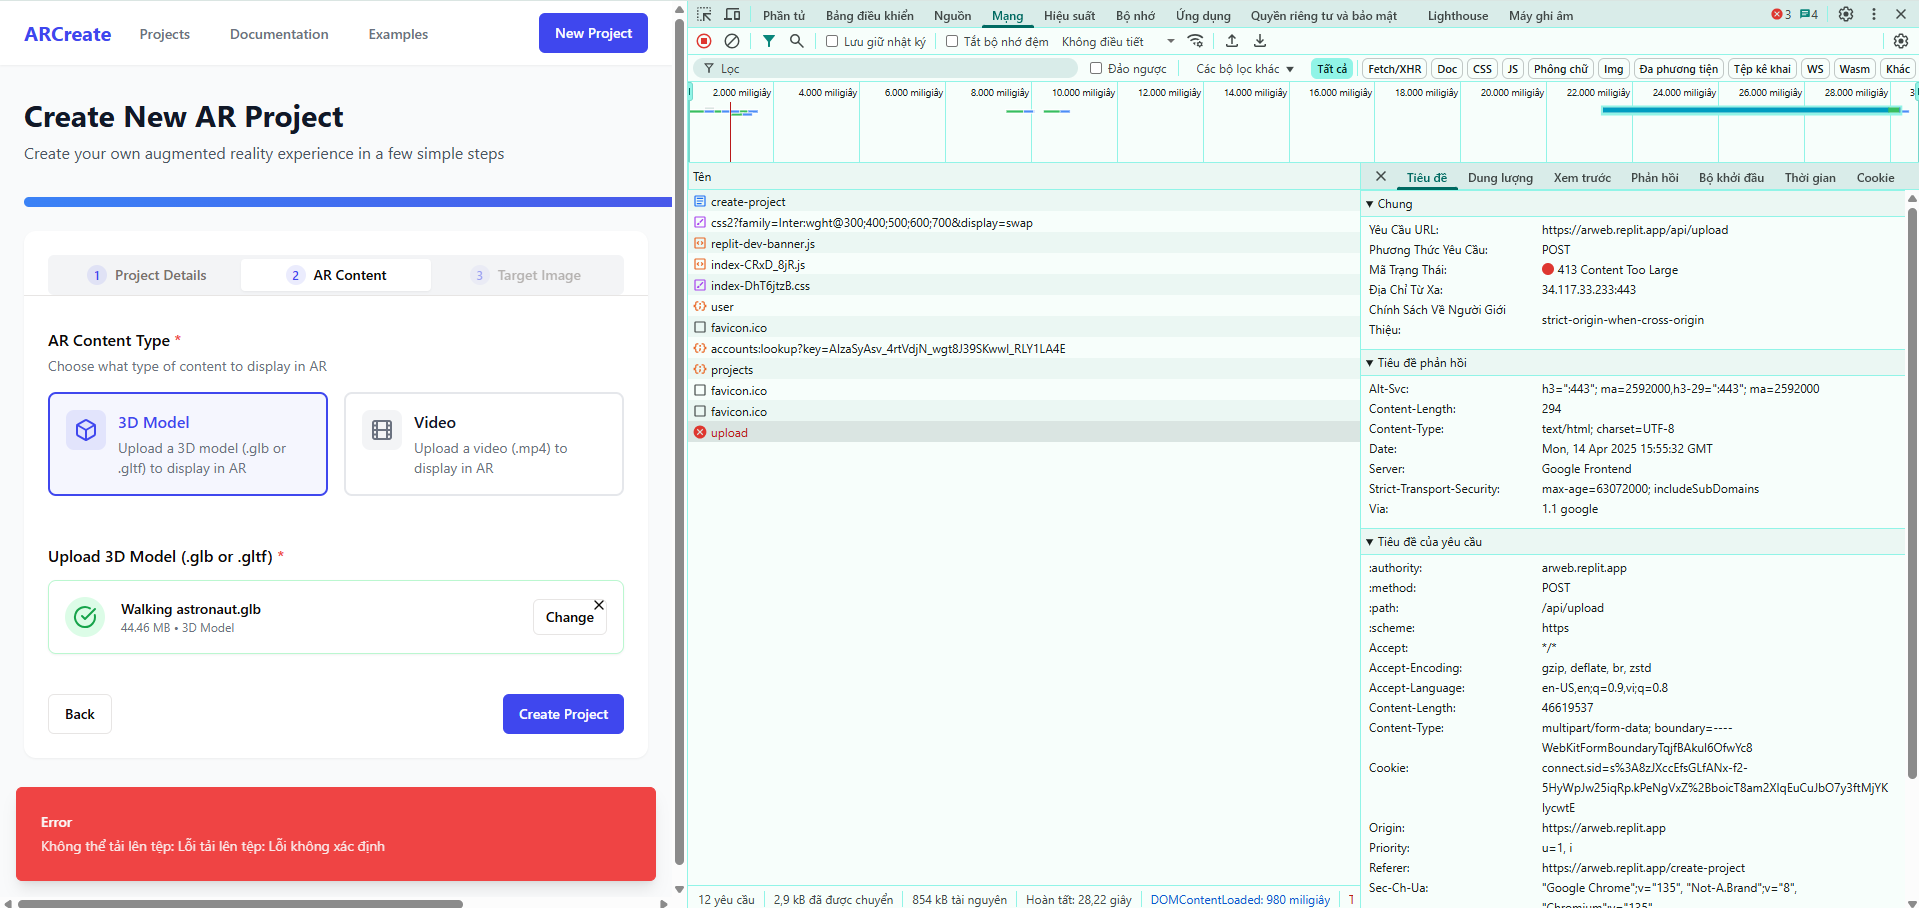 ARCreate
Projects
Documentation
Examples
New Project
Create New AR Project
Create your own augmented reality experience in a few simple steps
1 Project Details
2 AR Content
3 Target Image
AR Content Type *
Choose what type of content to display in AR
3D Model
Upload a 3D model (.glb or
.gltf) to display in AR
Video
Upload a video (.mp4) to
display in AR
Upload 3D Model (.glb or .gltf) *
Walking astronaut.glb
44.46 MB • 3D Model
Change
Back
Create Project
Error
Không thể tải lên tệp: Lỗi tải lên tệp: Lỗi không xác định
Phần tử
Bảng điều khiển
Nguồn
Mạng
Hiệu suất
Bộ nhớ
Ứng dụng
Quyền riêng tư và bảo mật
Lighthouse
Máy ghi âm
3
4
Lưu giữ nhật ký
Tắt bộ nhớ đệm
Không điều tiết
Lọc
Đảo ngược
Các bộ lọc khác
Tất cả
Fetch/XHR
Doc
CSS
JS
Phông chữ
Img
Đa phương tiện
Tệp kê khai
WS
Wasm
Khác
2.000 miligiây
4.000 miligiây
6.000 miligiây
8.000 miligiây
10.000 miligiây
12.000 miligiây
14.000 miligiây
16.000 miligiây
18.000 miligiây
20.000 miligiây
22.000 miligiây
24.000 miligiây
26.000 miligiây
28.000 miligiây
Tên
create-project
css2?family=Inter:wght@300;400;500;600;700&display=swap
replit-dev-banner.js
index-CRxD_8jR.js
index-DhT6jtzB.css
user
favicon.ico
accounts:lookup?key=AIzaSyAsv_4rtVdjN_wgt8J39SKwwl_RLY1LA4E
projects
favicon.ico
favicon.ico
upload
12 yêu cầu
2,9 kB đã được chuyển
854 kB tài nguyên
Hoàn tất: 28,22 giây
DOMContentLoaded: 980 miligiây
Tiêu đề
Dung lượng
Xem trước
Phản hồi
Bộ khởi đầu
Thời gian
Cookie
Chung
Yêu Cầu URL: https://arweb.replit.app/api/upload
Phương Thức Yêu Cầu: POST
Mã Trạng Thái: 413 Content Too Large
Địa Chỉ Từ Xa: 34.117.33.233:443
Chính Sách Về Người Giới
Thiệu: strict-origin-when-cross-origin
Tiêu đề phản hồi
Alt-Svc: h3=":443"; ma=2592000,h3-29=":443"; ma=2592000
Content-Length: 294
Content-Type: text/html; charset=UTF-8
Date: Mon, 14 Apr 2025 15:55:32 GMT
Server: Google Frontend
Strict-Transport-Security: max-age=63072000; includeSubDomains
Via: 1.1 google
Tiêu đề của yêu cầu
:authority: arweb.replit.app
:method: POST
:path: /api/upload
:scheme: https
Accept: */*
Accept-Encoding: gzip, deflate, br, zstd
Accept-Language: en-US,en;q=0.9,vi;q=0.8
Content-Length: 46619537
Content-Type: multipart/form-data; boundary=----
WebKitFormBoundaryTqjfBAkul6OfwYc8
Cookie: connect.sid=s%3A8zJXccEfsGLfANx-f2-
5HyWpJw25iqRp.kPeNgVxZ%2BboicT8am2XlqEuCuJbO7y3ftMjYK
lycwtE
Origin: https://arweb.replit.app
Priority: u=1, i
Referer: https://arweb.replit.app/create-project
Sec-Ch-Ua: "Google Chrome";v="135", "Not-A.Brand";v="8",
"Chromium";v="135"